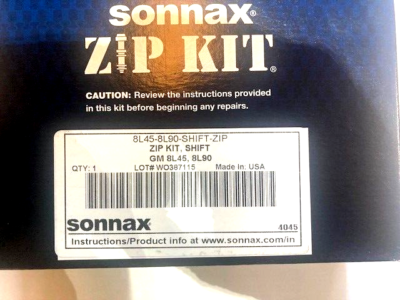 sonnax®
ZIP KIT®
CAUTION: Review the instructions provided
in this kit before beginning any repairs.
8L45-8L90-SHIFT-ZIP
ZIP KIT, SHIFT
GM 8L45, 8L90
QTY: 1 LOT# WO387115 Made In: USA
sonnax® 4045
Instructions/Product info at www.sonnax.com/in